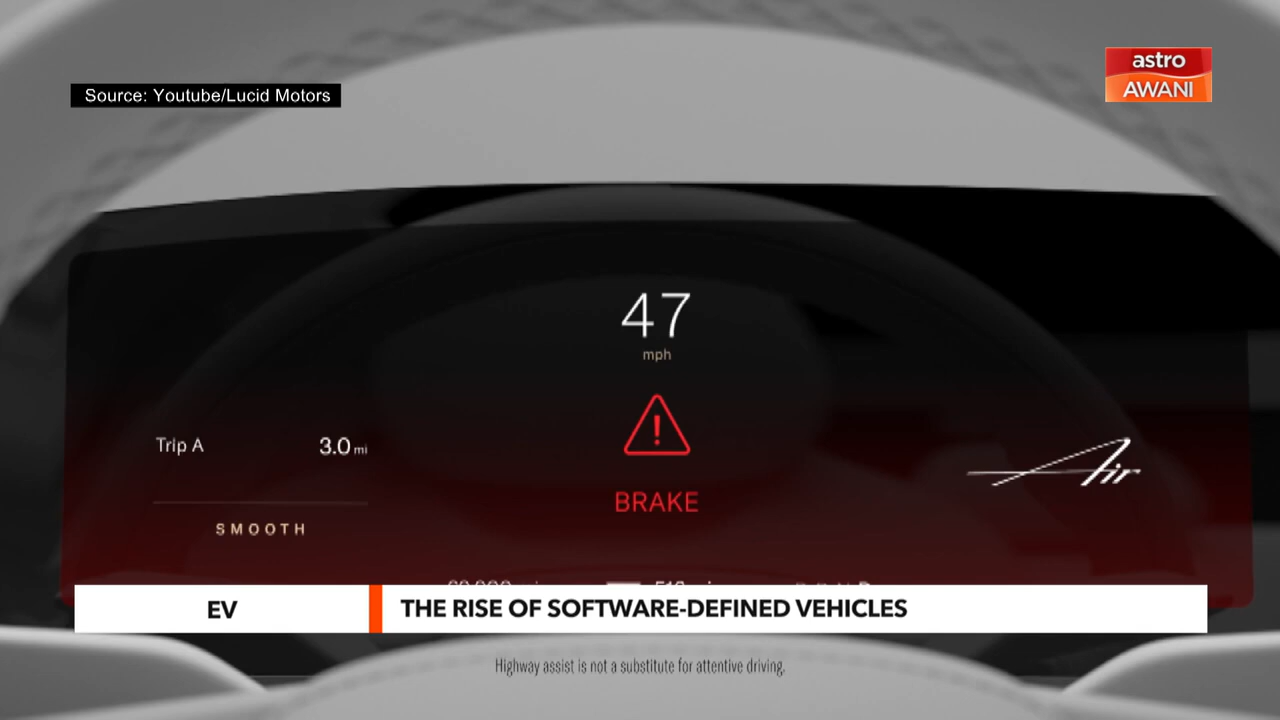 astro
AWANI
Source: Youtube/Lucid Motors
47
mph
Trip A 3.0 mi
Air
BRAKE
SMOOTH
EV THE RISE OF SOFTWARE-DEFINED VEHICLES
Highway assist is not a substitute for attentive driving.